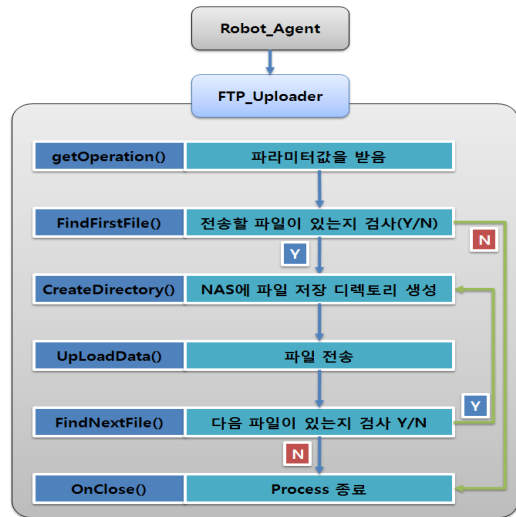 Robot_Agent
FTP_Uploader
getOperation() 파라미터값을 받음
FindFirstFile() 전송할 파일이 있는지 검사(Y/N)
N
Y
CreateDirectory() NAS에 파일 저장 디렉토리 생성
UpLoadData() 파일 전송
Y
FindNextFile() 다음 파일이 있는지 검사 Y/N
N
OnClose() Process 종료